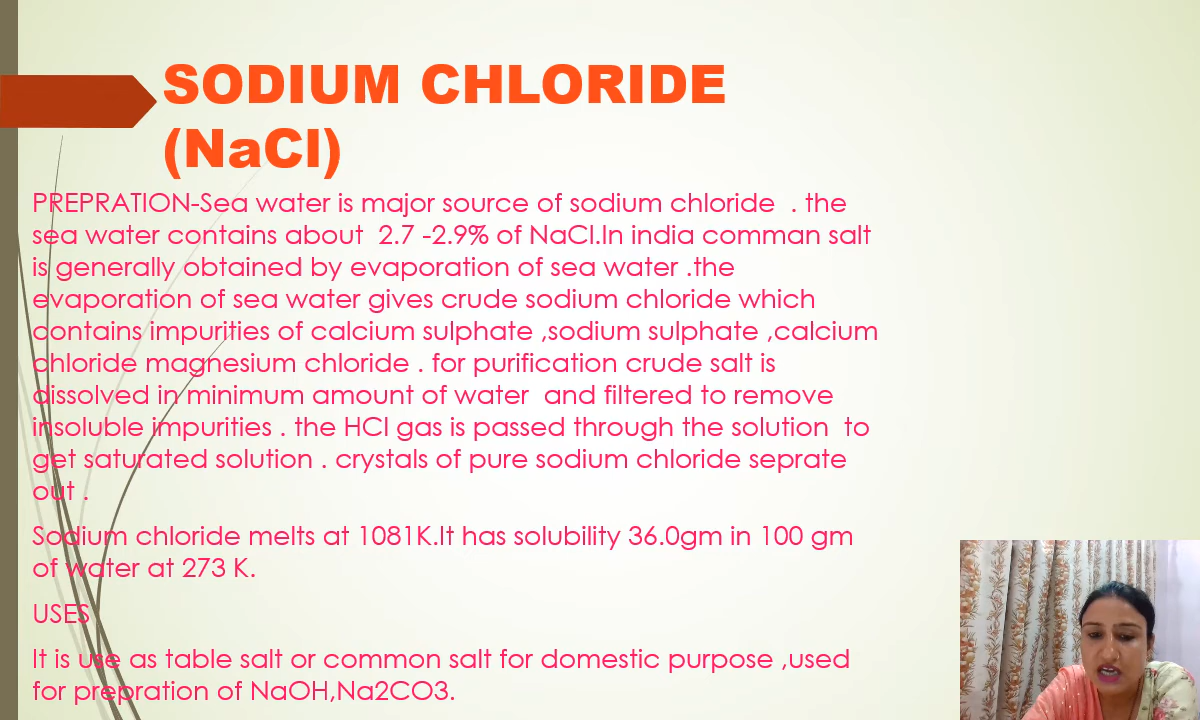 SODIUM CHLORIDE
(NaCl)
PREPRATION-Sea water is major source of sodium chloride  . the
sea water contains about  2.7 -2.9% of NaCl.In india comman salt
is generally obtained by evaporation of sea water .the
evaporation of sea water gives crude sodium chloride which
contains impurities of calcium sulphate ,sodium sulphate ,calcium
chloride magnesium chloride . for purification crude salt is
dissolved in minimum amount of water  and filtered to remove
insoluble impurities . the HCl gas is passed through the solution  to
get saturated solution . crystals of pure sodium chloride seprate
out .
Sodium chloride melts at 1081K.It has solubility 36.0gm in 100 gm
of water at 273 K.
USES
It is use as table salt or common salt for domestic purpose ,used
for prepration of NaOH,Na2CO3.